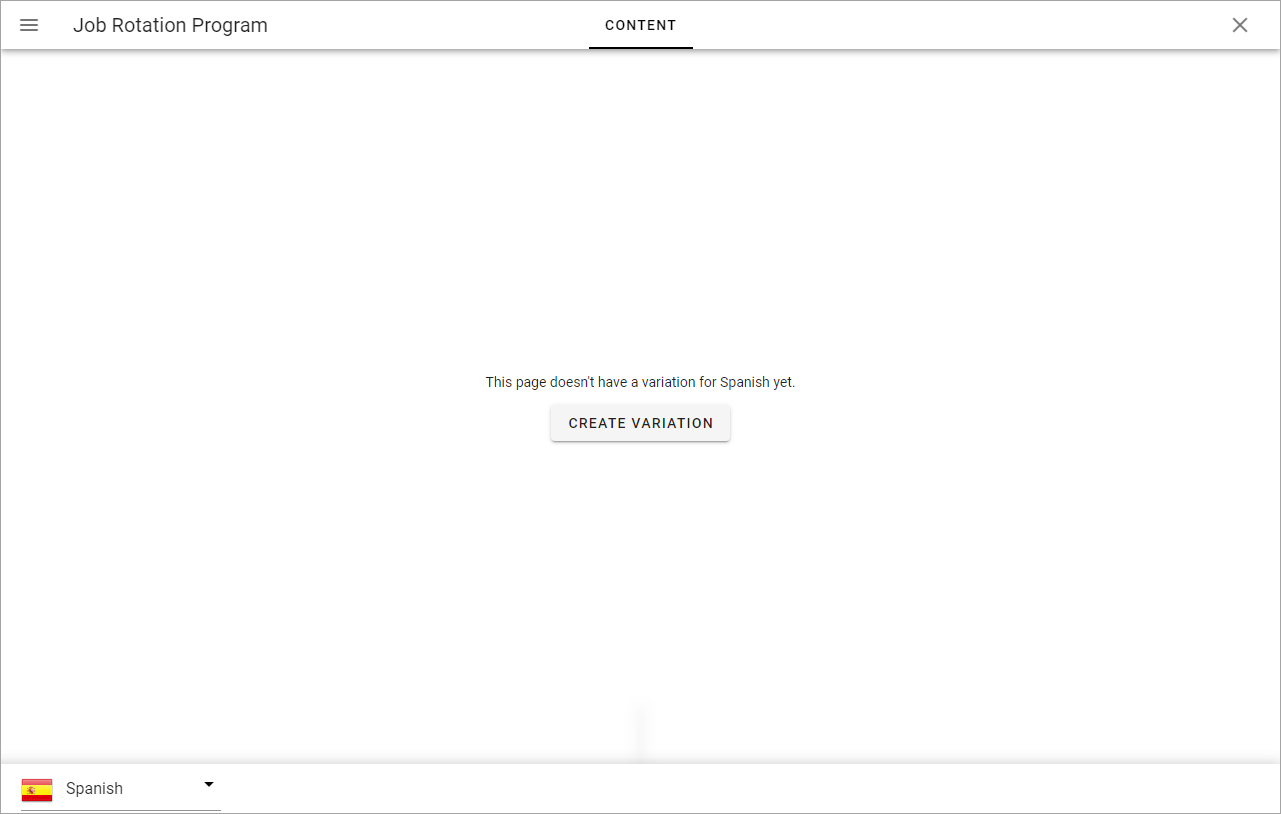 Job Rotation Program
CONTENT
This page doesn't have a variation for Spanish yet.
CREATE VARIATION
Spanish